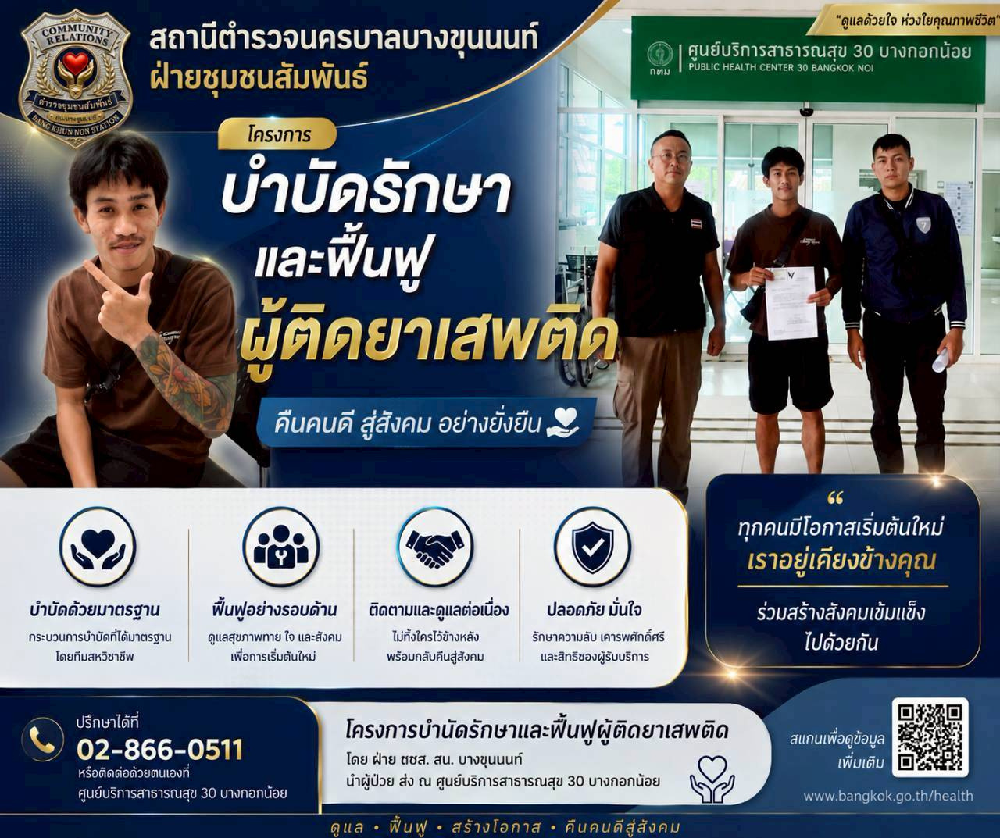 COMMUNITY
RELATIONS
ตำรวจชุมชนสัมพันธ์
สน.บางขุนนนท์
BANG KHUN NON STATION
สถานีตำรวจนครบาลบางขุนนนท์
ฝ่ายชุมชนสัมพันธ์
"ดูแลด้วยใจ ห่วงใยคุณภาพชีวิต"
กทม
ศูนย์บริการสาธารณสุข 30 บางกอกน้อย
PUBLIC HEALTH CENTER 30 BANGKOK NOI
โครงการ
บำบัดรักษา
และฟื้นฟู
ผู้ติดยาเสพติด
คืนคนดี สู่สังคม อย่างยั่งยืน
7
บำบัดด้วยมาตรฐาน
กระบวนการบำบัดที่ได้มาตรฐาน
โดยทีมสหวิชาชีพ
ฟื้นฟูอย่างรอบด้าน
ดูแลสุขภาพทาย ใจ และสังคม
เพื่อการเริ่มต้นใหม่
ติดตามและดูแลต่อเนื่อง
ไม่ทิ้งใครไว้ข้างหลัง
พร้อมกลับคืนสู่สังคม
ปลอดภัย มั่นใจ
รักษาความลับ เคารพศักดิ์ศรี
และสิทธิของผู้รับบริการ
“
ทุกคนมีโอกาสเริ่มต้นใหม่
เราอยู่เคียงข้างคุณ
ร่วมสร้างสังคมเข้มแข็ง
ไปด้วยกัน
ปรึกษาได้ที่
02-866-0511
หรือติดต่อด้วยตนเองที่
ศูนย์บริการสาธารณสุข 30 บางกอกน้อย
โครงการบำนัดรักษาและฟื้นฟูผู้ติดยาเสพติด
โดย ฝ่าย ชชส. สน. บางขุนนนท์
นำผู้ป่วย ส่ง ณ ศูนย์บริการสาธารณสุข 30 บางกอกน้อย
สแกนเพื่อดูข้อมูล
เพิ่มเติม
www.bangkok.go.th/health
ดูแล • ฟื้นฟู • สร้างโอกาส • คืนคนดีสู่สังคม